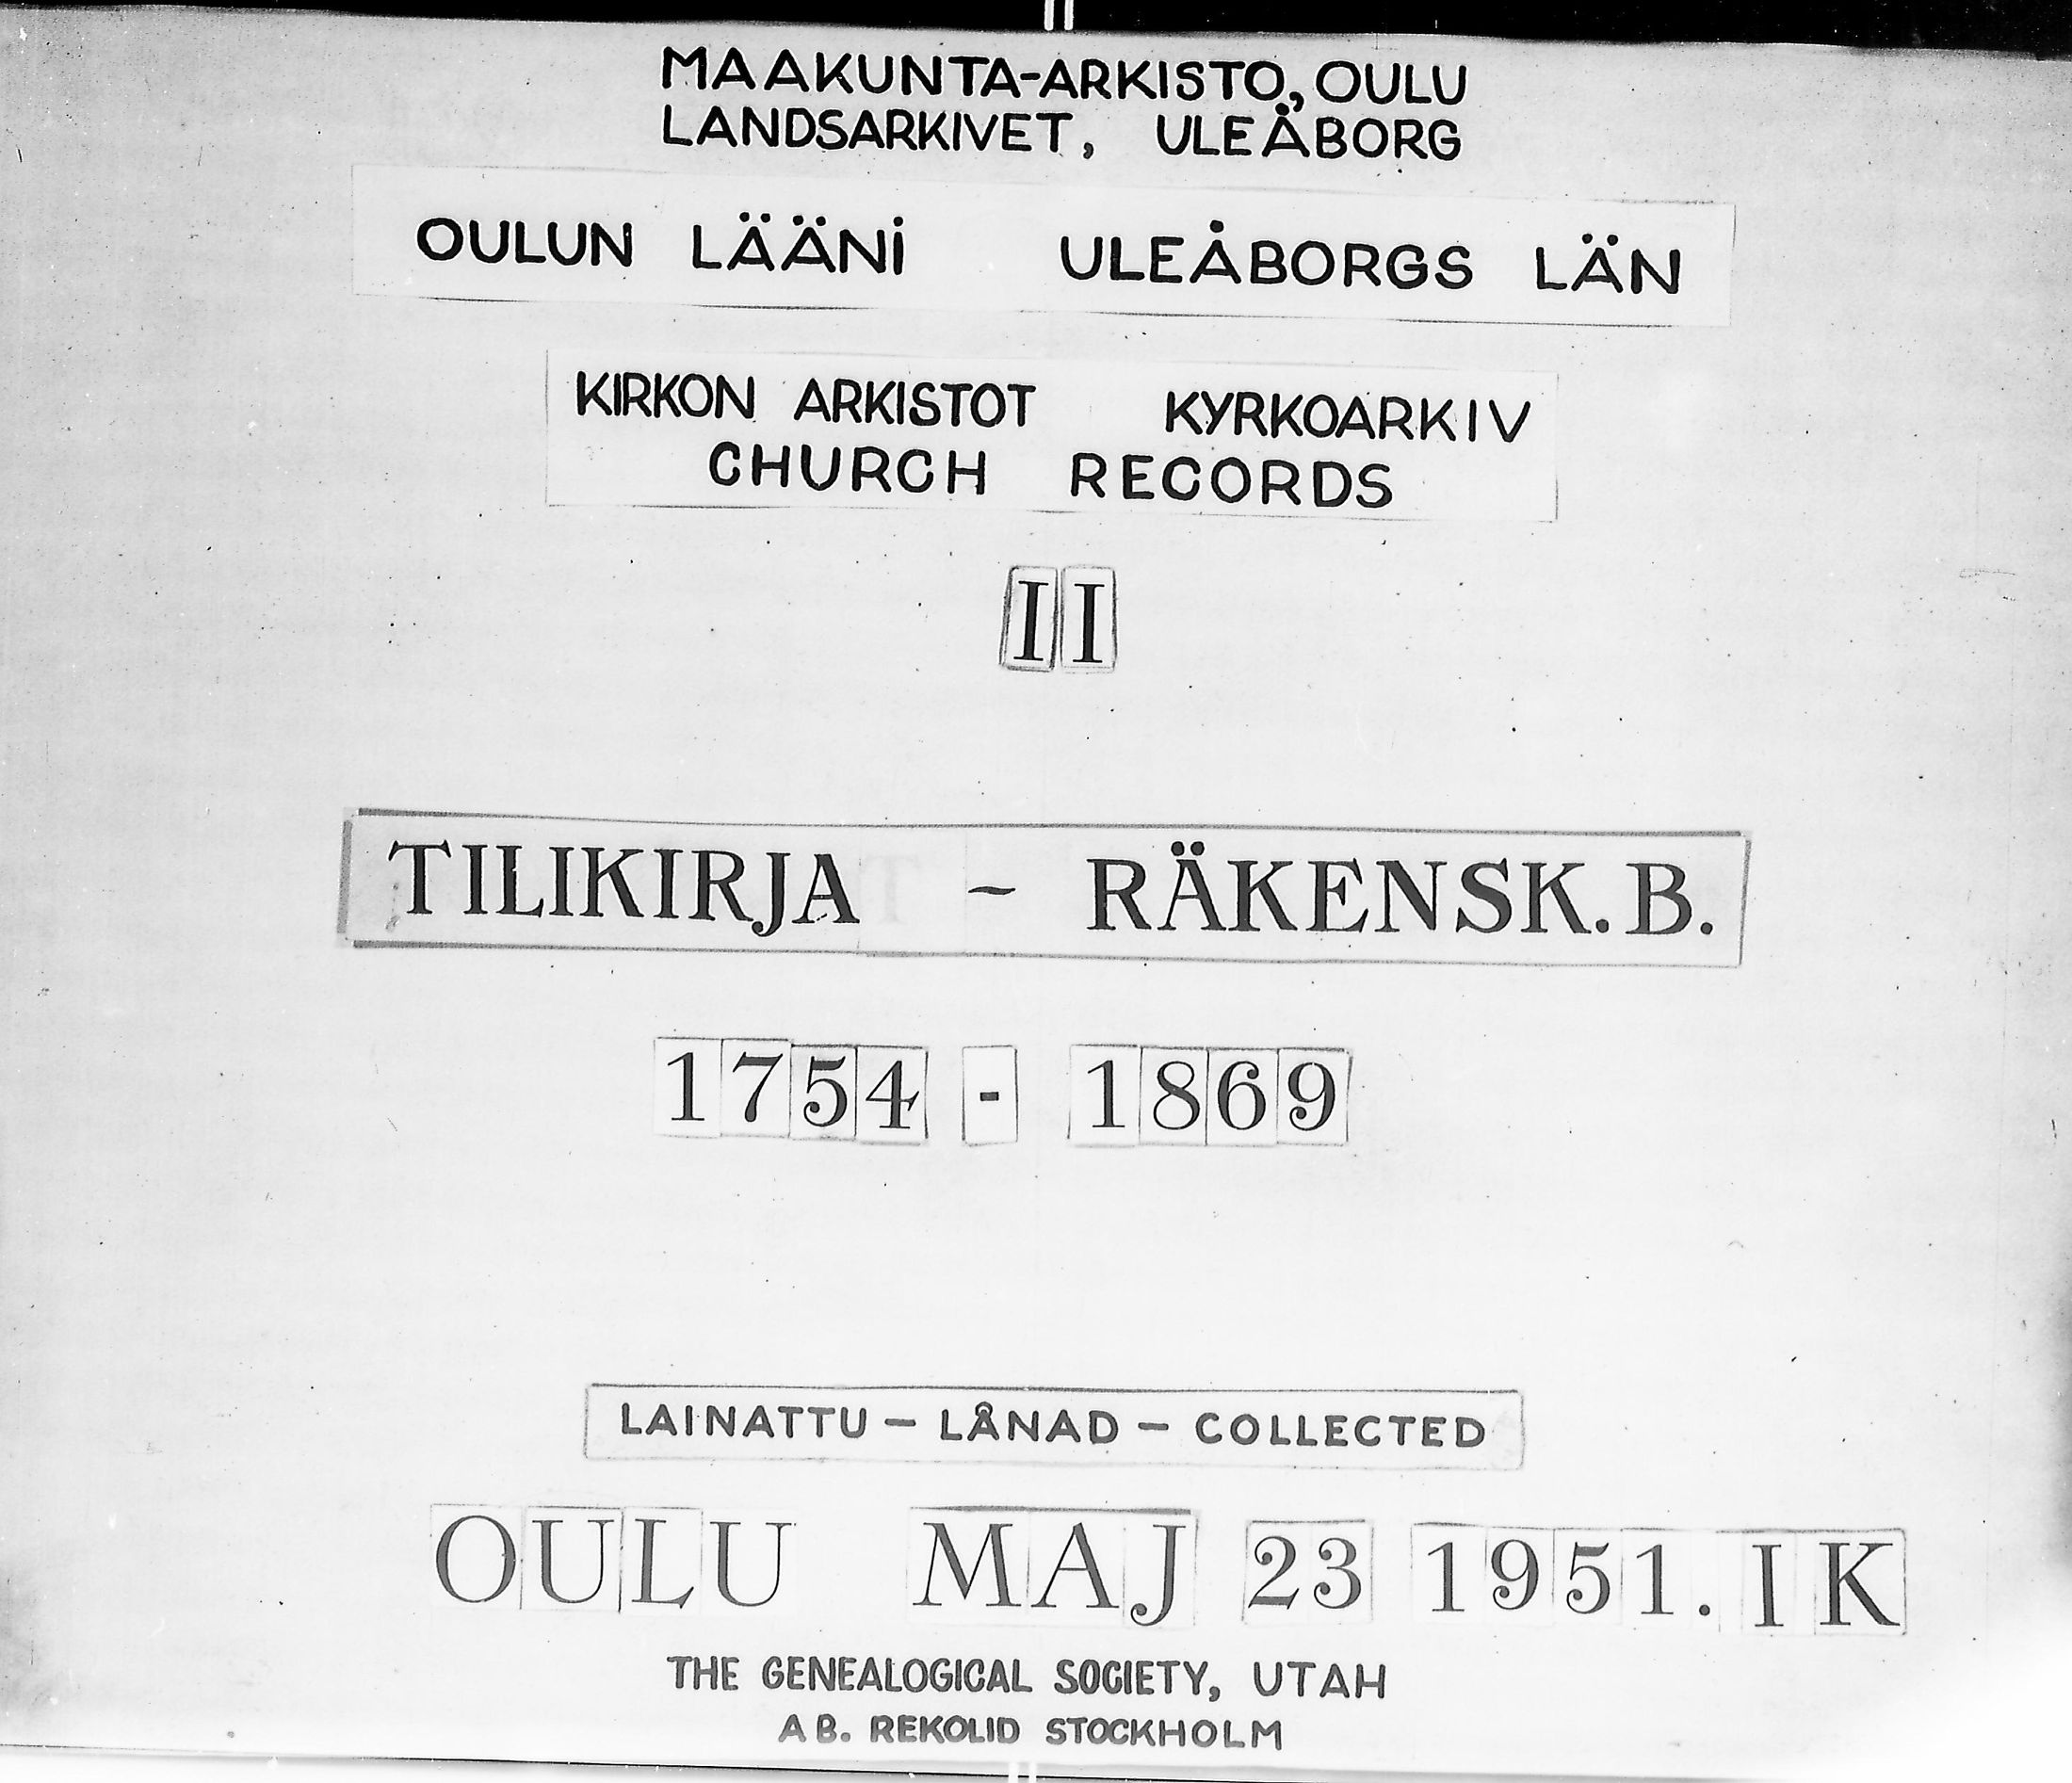 MAAKUNTA-ARKISTO, OULU
LANDSARKIVET, ULEÅBORG
OULUN LÄÄNI ULEÅBORGS LÄN
KIRKON ARKISTOT KYRKOARKIV
CHURCH RECORDS
II
TILIKIRJA - RÄKENSK. B.
1754 - 1869
LAINATTU - LÅNAD - COLLECTED
OULU MAJ 23 1951. IK
THE GENEALOGICAL SOCIETY, UTAH
AB. REKOLID STOCKHOLM